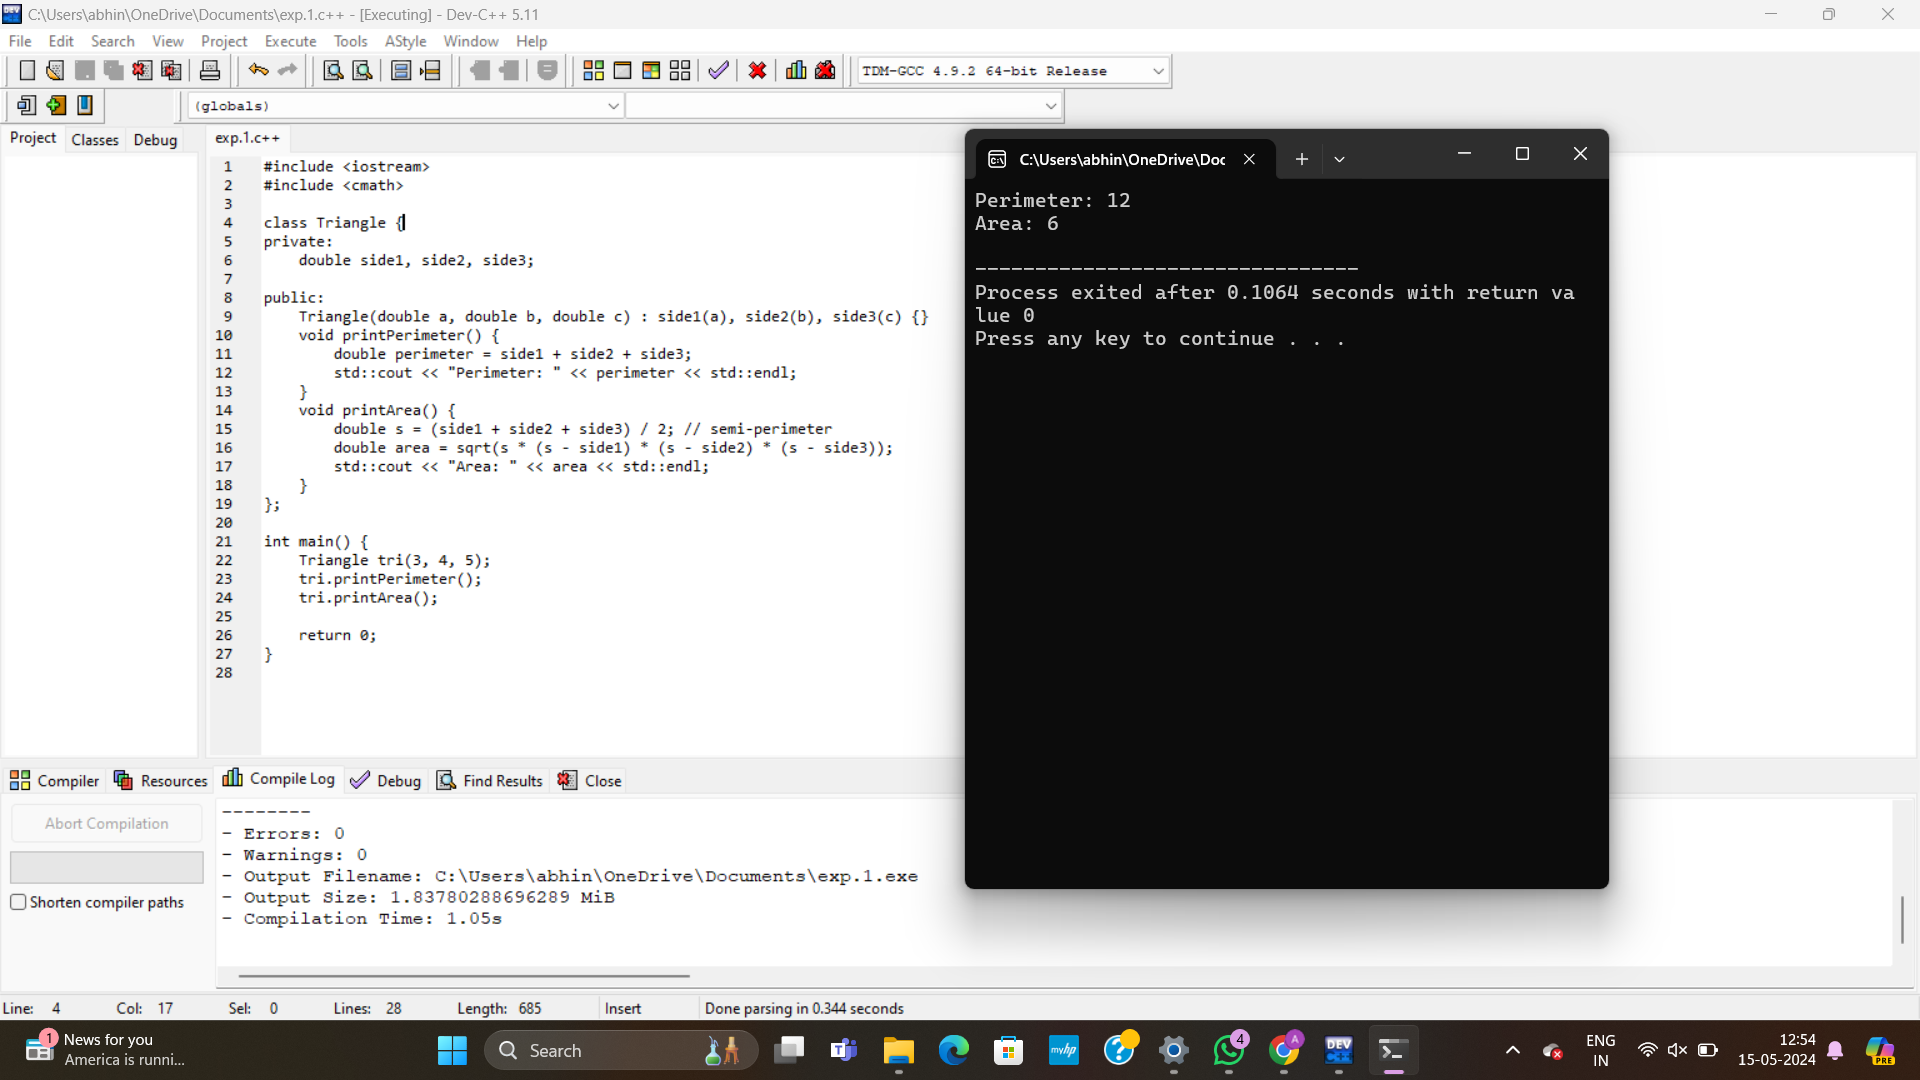 C:\Users\abhin\OneDrive\Documents\exp.1.c++ - [Executing] - Dev-C++ 5.11
File Edit Search View Project Execute Tools AStyle Window Help
TDM-GCC 4.9.2 64-bit Release
(globals)
Project Classes Debug
exp.1.c++
1 #include <iostream>
2 #include <cmath>
3
4 class Triangle {
5 private:
6 double side1, side2, side3;
7
8 public:
9 Triangle(double a, double b, double c) : side1(a), side2(b), side3(c) {}
10 void printPerimeter() {
11 double perimeter = side1 + side2 + side3;
12 std::cout << "Perimeter: " << perimeter << std::endl;
13 }
14 void printArea() {
15 double s = (side1 + side2 + side3) / 2; // semi-perimeter
16 double area = sqrt(s * (s - side1) * (s - side2) * (s - side3));
17 std::cout << "Area: " << area << std::endl;
18 }
19 };
20
21 int main() {
22 Triangle tri(3, 4, 5);
23 tri.printPerimeter();
24 tri.printArea();
25
26 return 0;
27 }
28
C:\Users\abhin\OneDrive\Doc
Perimeter: 12
Area: 6
--------------------------------
Process exited after 0.1064 seconds with return va
lue 0
Press any key to continue . . .
Compiler Resources Compile Log Debug Find Results Close
Abort Compilation
Shorten compiler paths
--------
- Errors: 0
- Warnings: 0
- Output Filename: C:\Users\abhin\OneDrive\Documents\exp.1.exe
- Output Size: 1.83780288696289 MiB
- Compilation Time: 1.05s
Line: 4 Col: 17 Sel: 0 Lines: 28 Length: 685 Insert Done parsing in 0.344 seconds
1
News for you
America is runni...
Search
myhp
4
A
DEV
C++
ENG
IN
12:54
15-05-2024
PRE